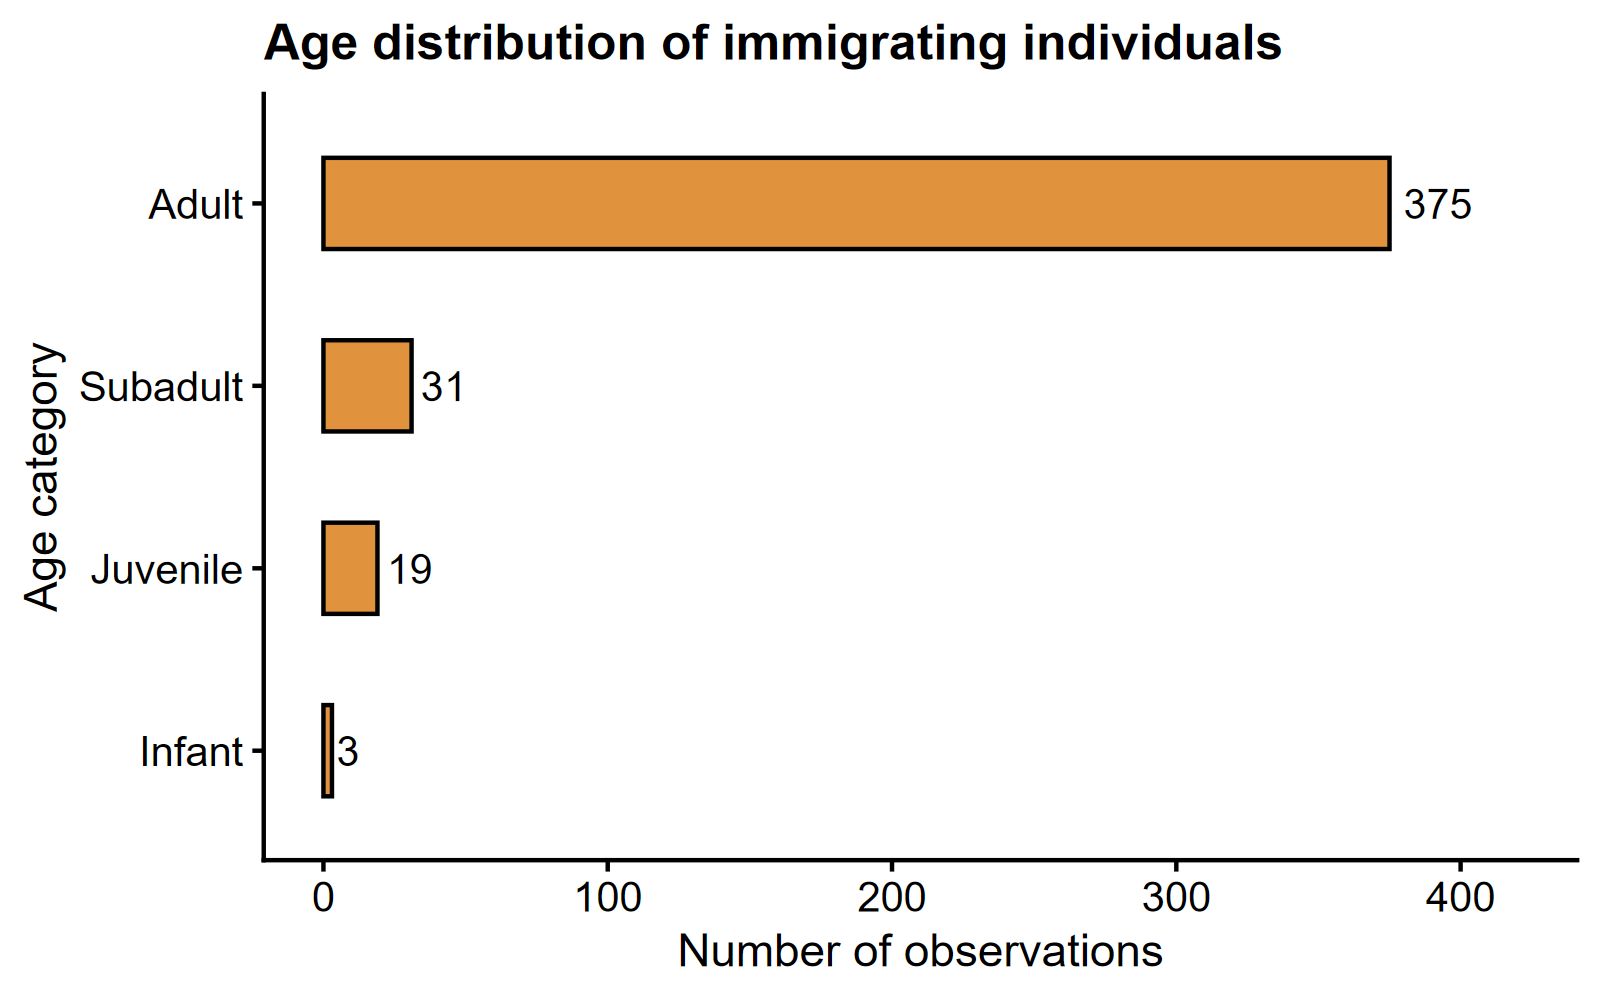 Age distribution of immigrating individuals
Age category
Adult
375
Subadult
31
Juvenile
19
Infant
3
0 100 200 300 400
Number of observations